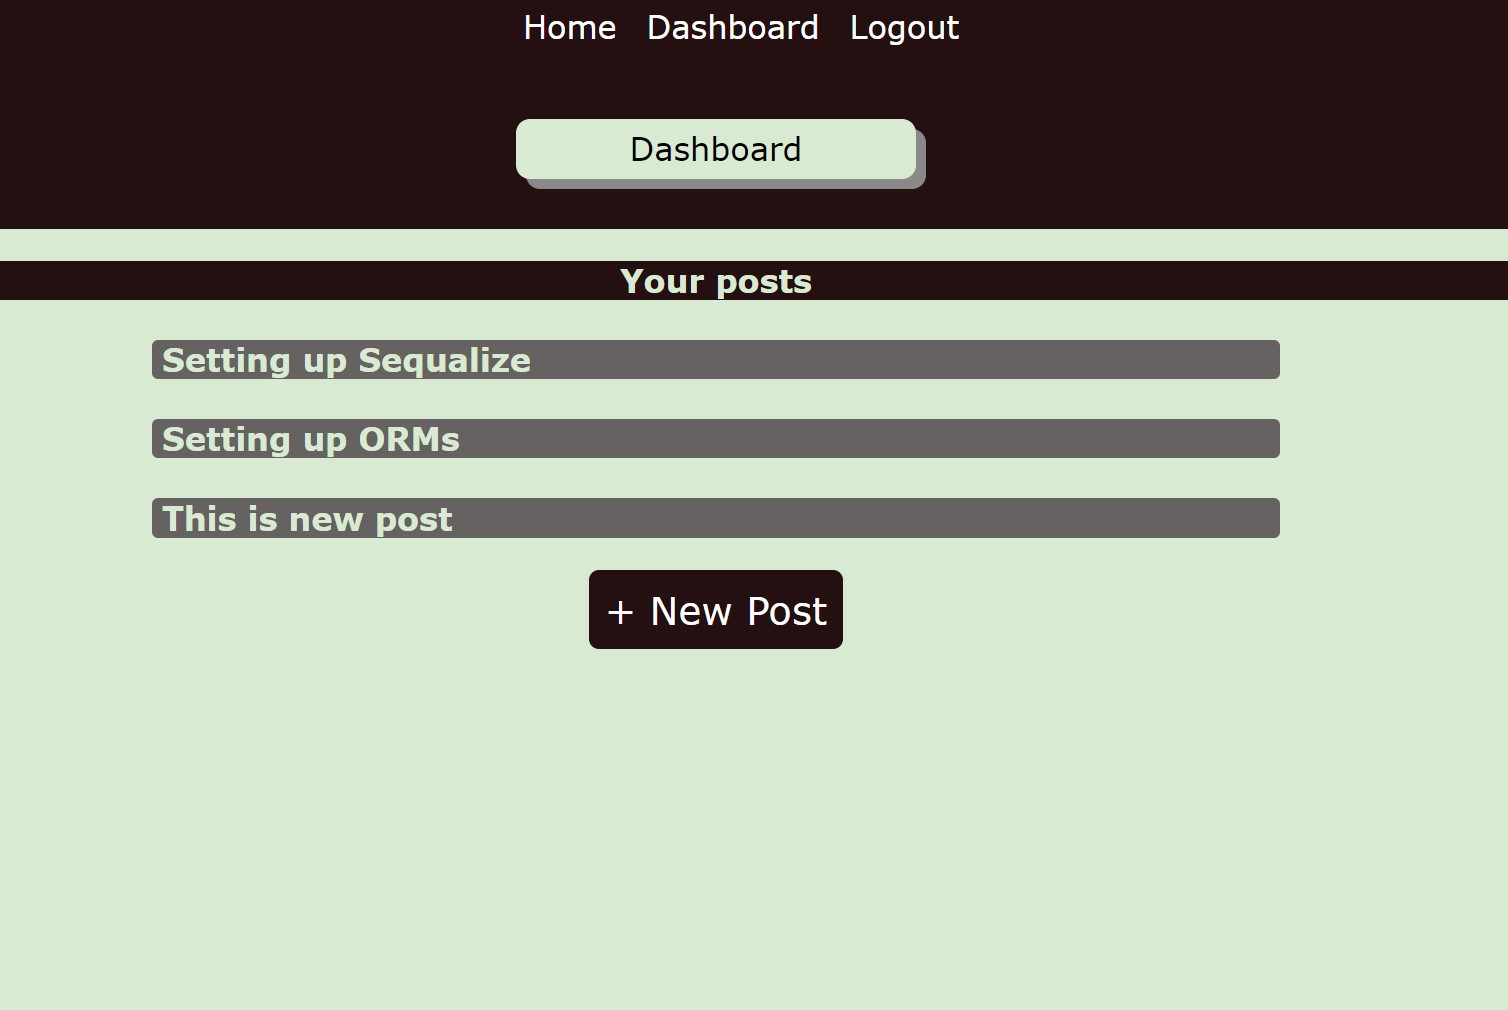 Home Dashboard Logout
Dashboard
Your posts
Setting up Sequalize
Setting up ORMs
This is new post
+ New Post